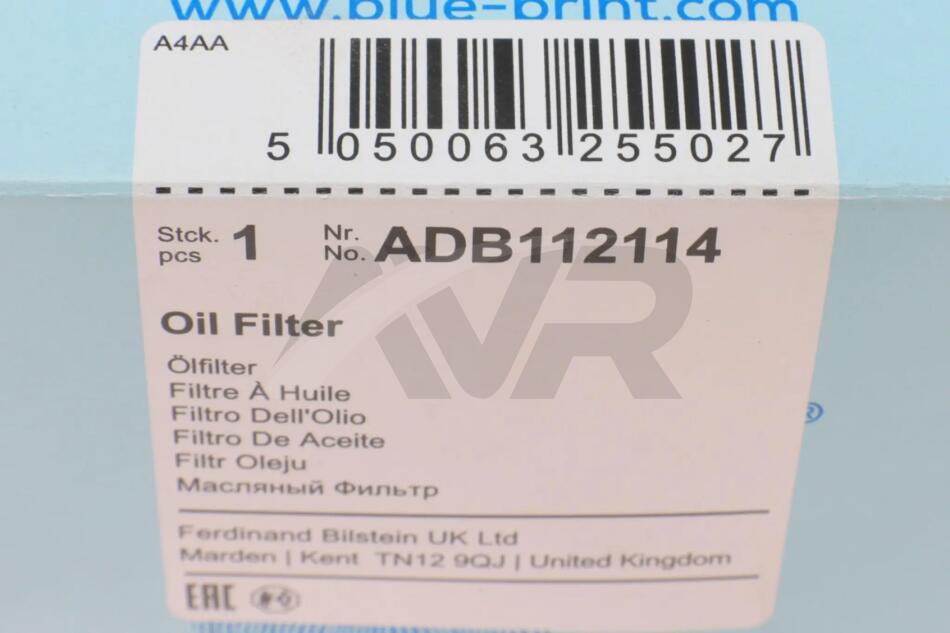 www.blue-print.com
A4AA
5 050063 255027
Stck. 1 Nr. ADB112114
pcs No.
Oil Filter
Ölfilter
Filtre À Huile
Filtro Dell'Olio
Filtro De Aceite
Filtr Oleju
Масляный Фильтр
®
Ferdinand Bilstein UK Ltd
Marden | Kent TN12 9QJ | United Kingdom
EAC
AVR